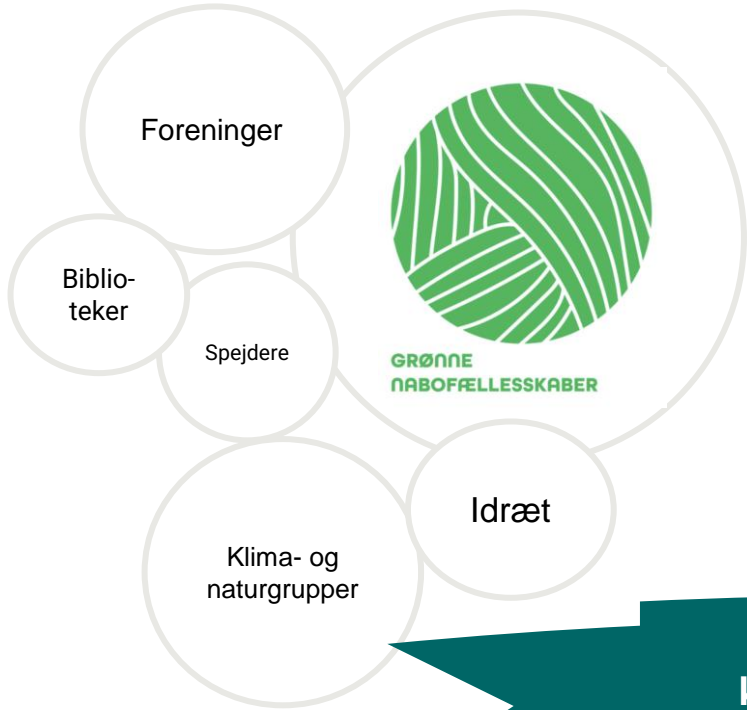 Foreninger
Biblio-
teker
Spejdere
GRØNNE
NABOFÆLLESSKABER
Idræt
Klima- og
naturgrupper